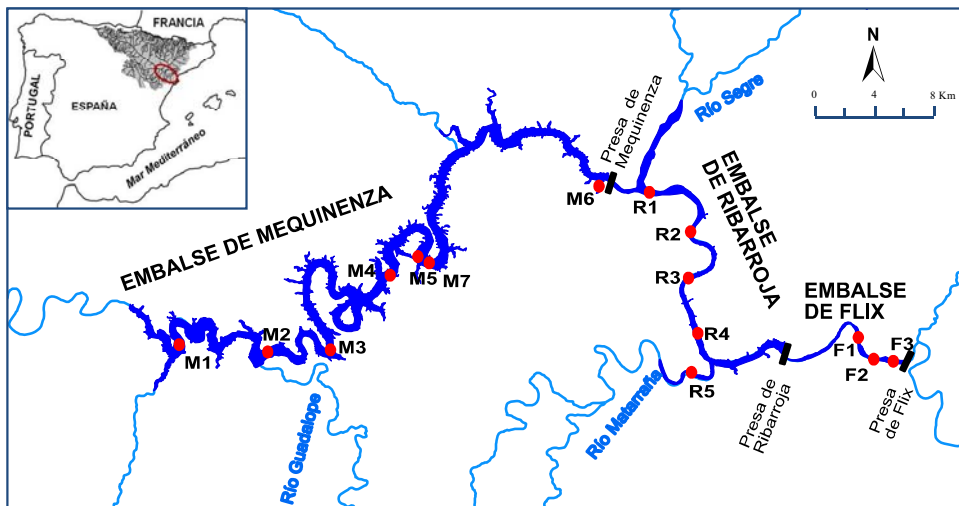 FRANCIA
PORTUGAL
ESPAÑA
Mar Mediterráneo
N
0 4 8 Km
Río Segre
Presa de
Mequinenza
EMBALSE DE MEQUINENZA
EMBALSE
DE RIBARROJA
EMBALSE
DE FLIX
M6
R1
R2
R3
M4
M5
M7
M1
M2
M3
R4
R5
F1
F2
F3
Río Guadalope
Río Matarraña
Presa de
Ribarroja
Presa
de Flix